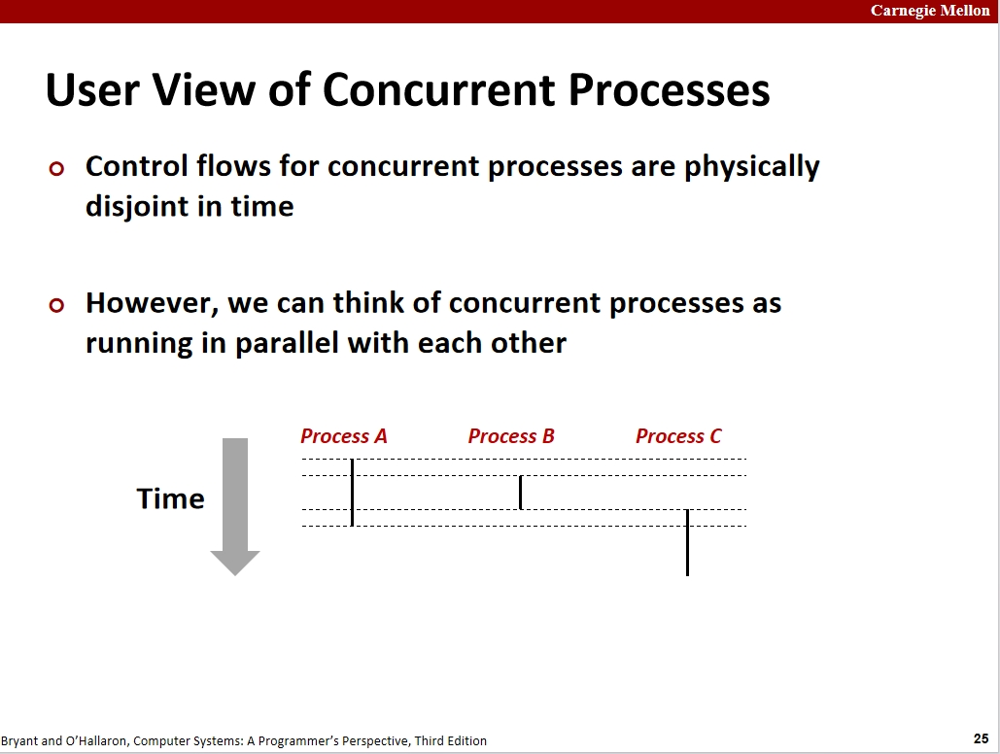 Carnegie Mellon
User View of Concurrent Processes
Control flows for concurrent processes are physically
disjoint in time
However, we can think of concurrent processes as
running in parallel with each other
Process A Process B Process C
Time
Bryant and O’Hallaron, Computer Systems: A Programmer’s Perspective, Third Edition
25